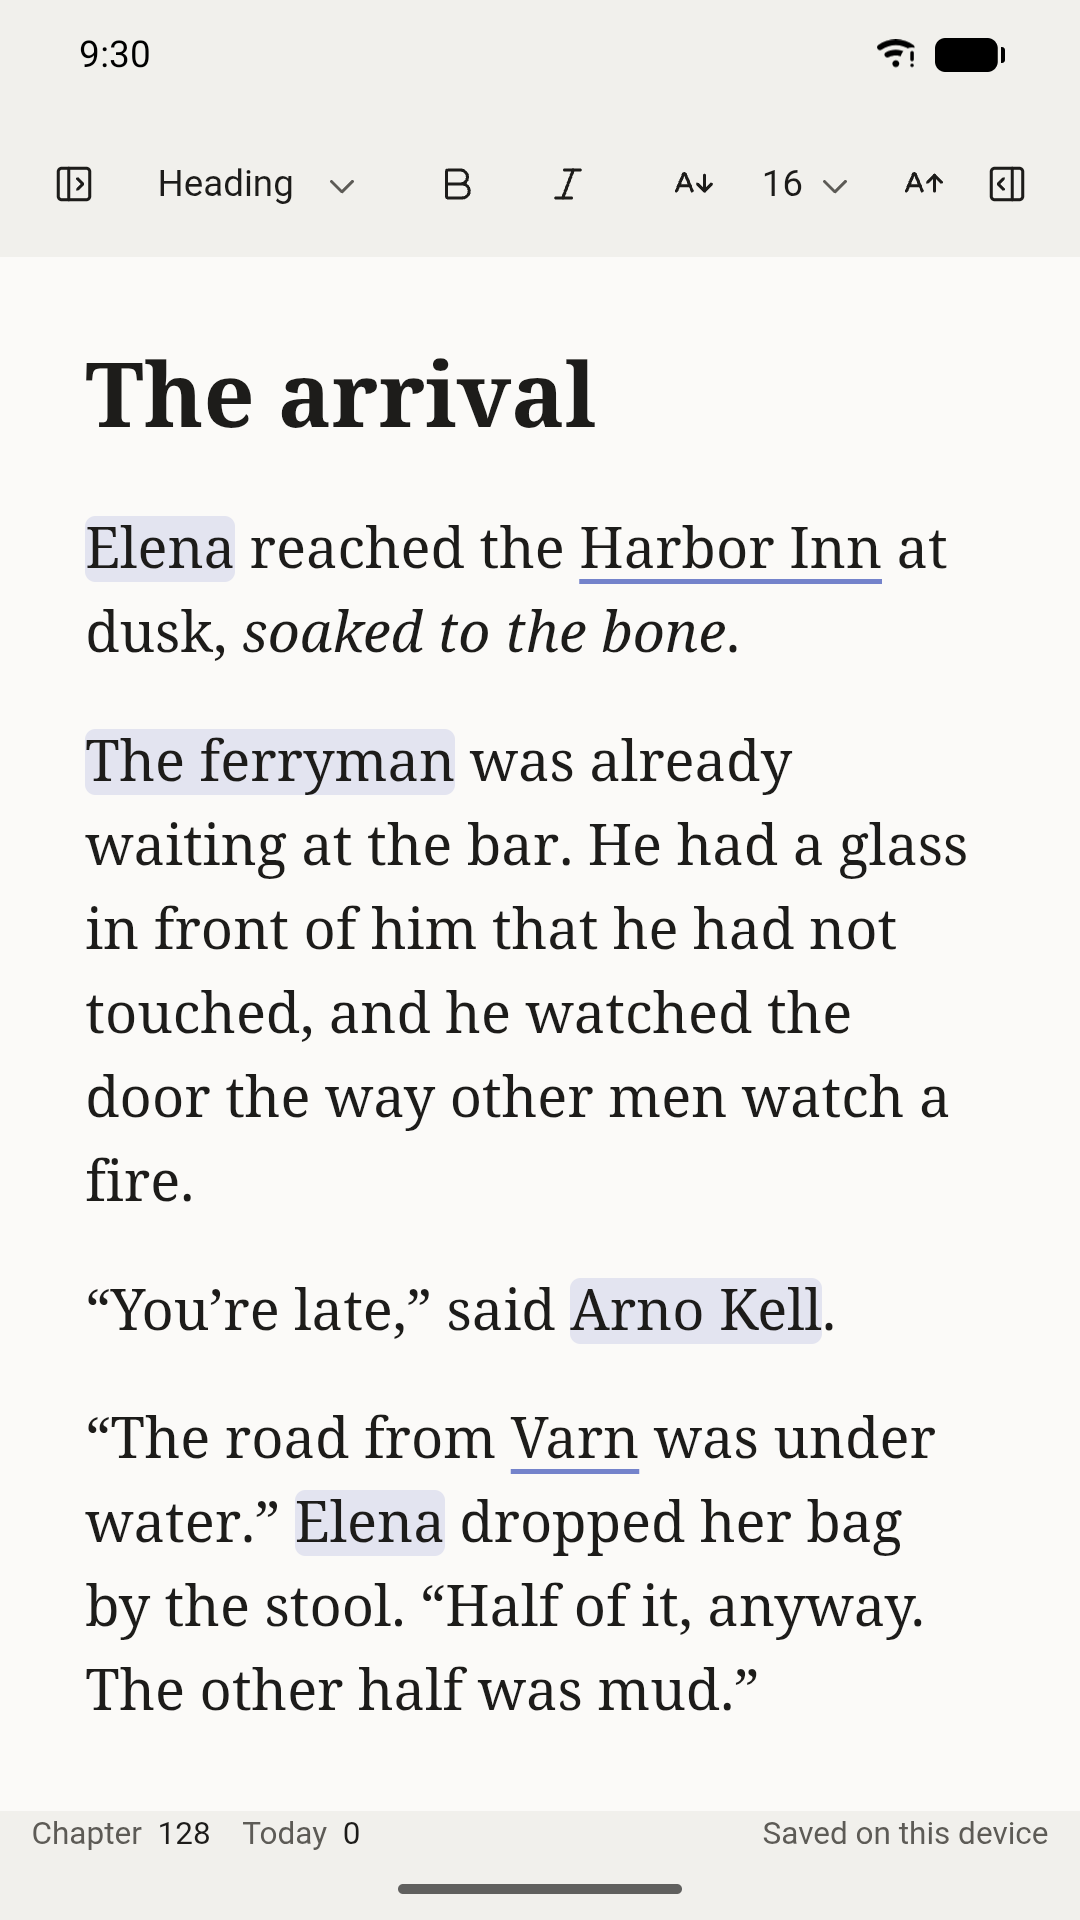 9:30
Heading B I A 16 A
The arrival
Elena reached the Harbor Inn at
dusk, soaked to the bone.
The ferryman was already
waiting at the bar. He had a glass
in front of him that he had not
touched, and he watched the
door the way other men watch a
fire.
“You’re late,” said Arno Kell.
“The road from Varn was under
water.” Elena dropped her bag
by the stool. “Half of it, anyway.
The other half was mud.”
Chapter 128 Today 0 Saved on this device